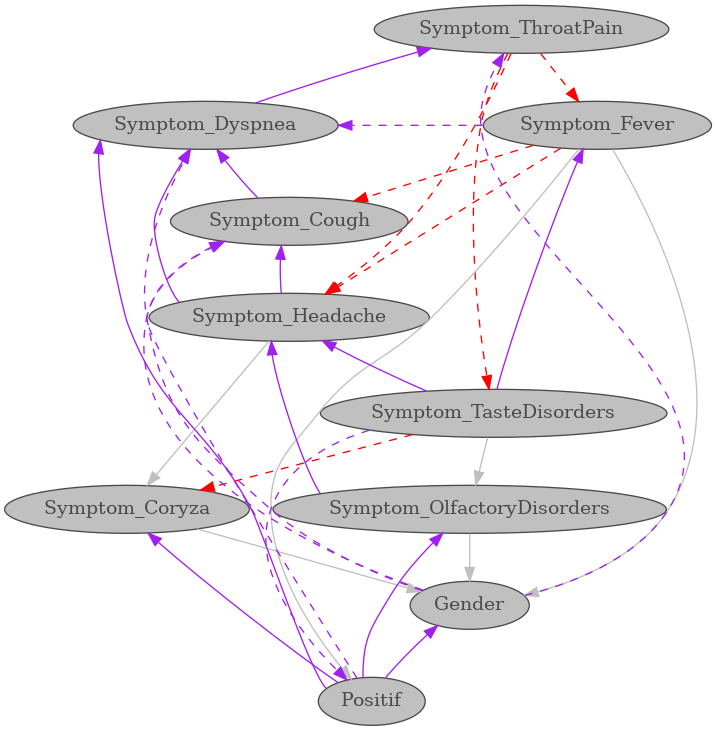 Symptom_ThroatPain
Symptom_Dyspnea
Symptom_Fever
Symptom_Cough
Symptom_Headache
Symptom_TasteDisorders
Symptom_Coryza
Symptom_OlfactoryDisorders
Gender
Positif